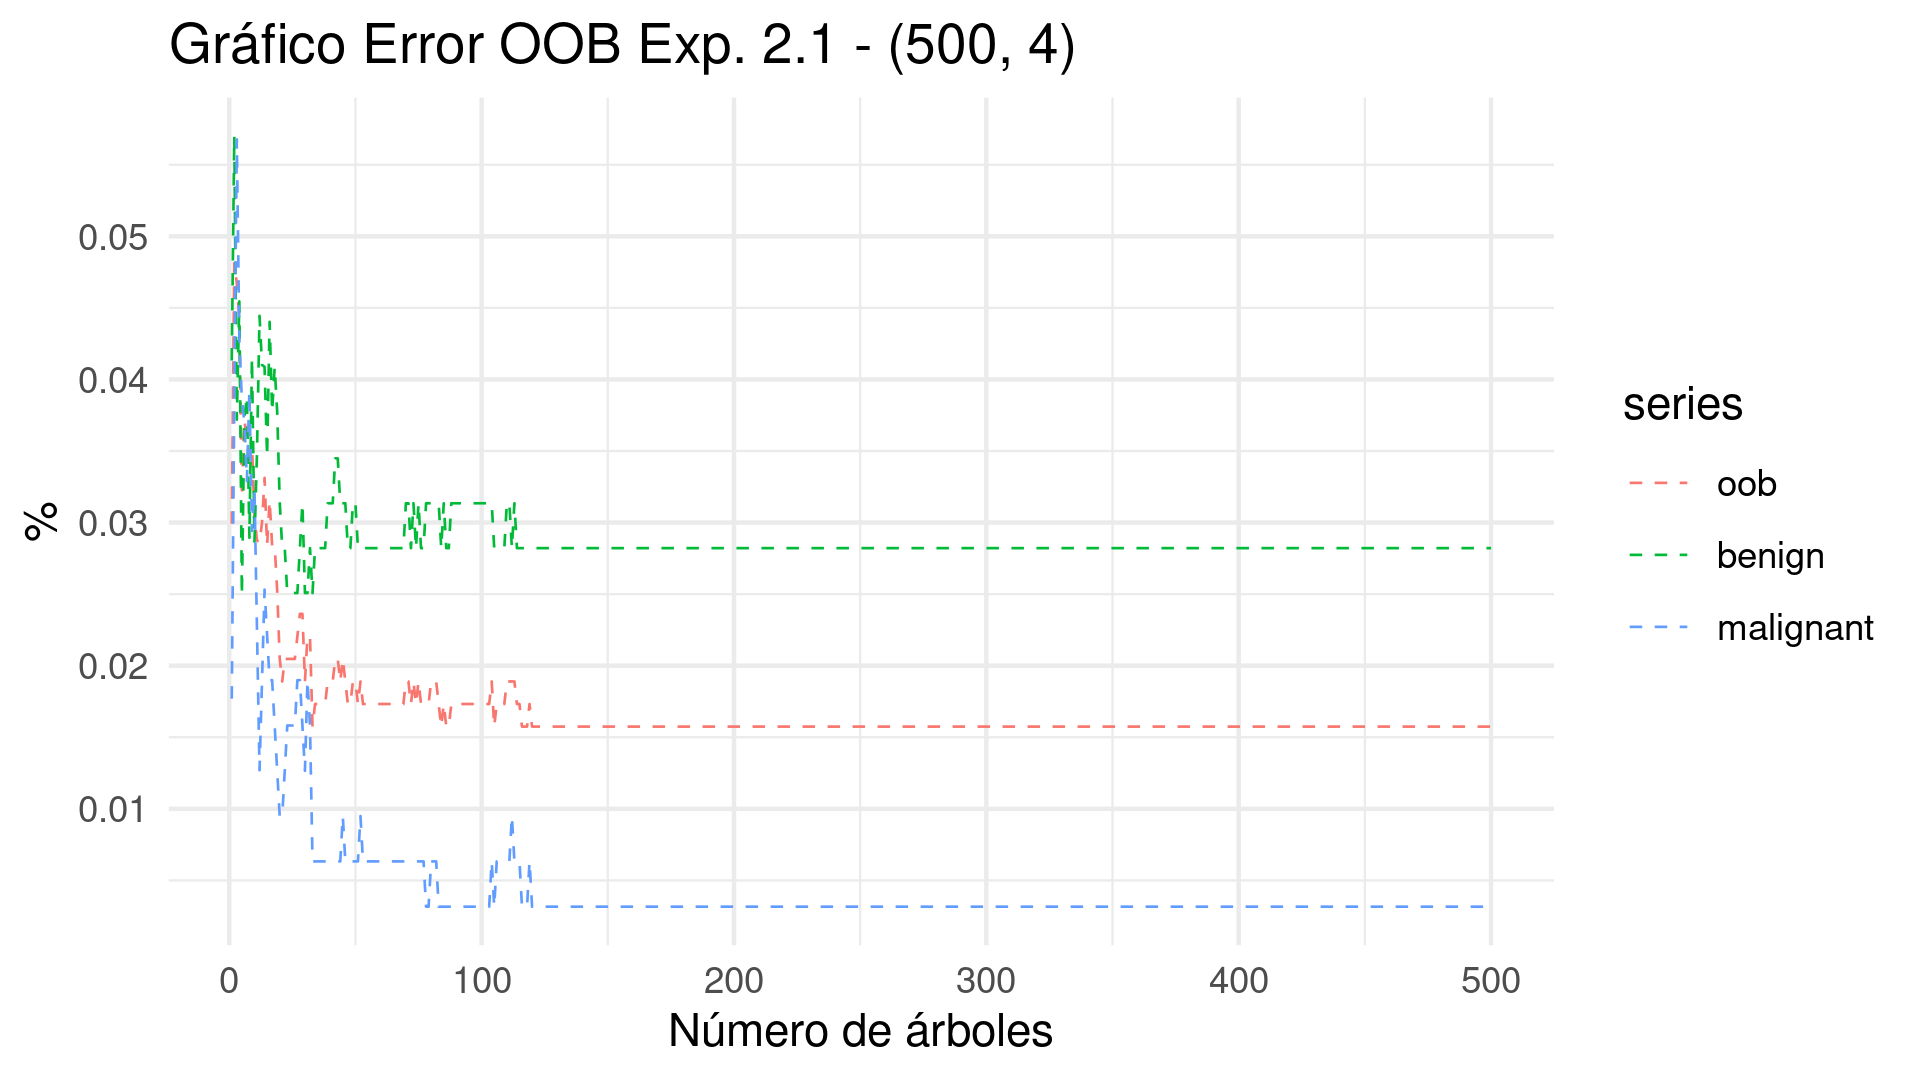 Gráfico Error OOB Exp. 2.1 - (500, 4)
%
0.05
0.04
0.03
0.02
0.01
0 100 200 300 400 500
Número de árboles
series
oob
benign
malignant